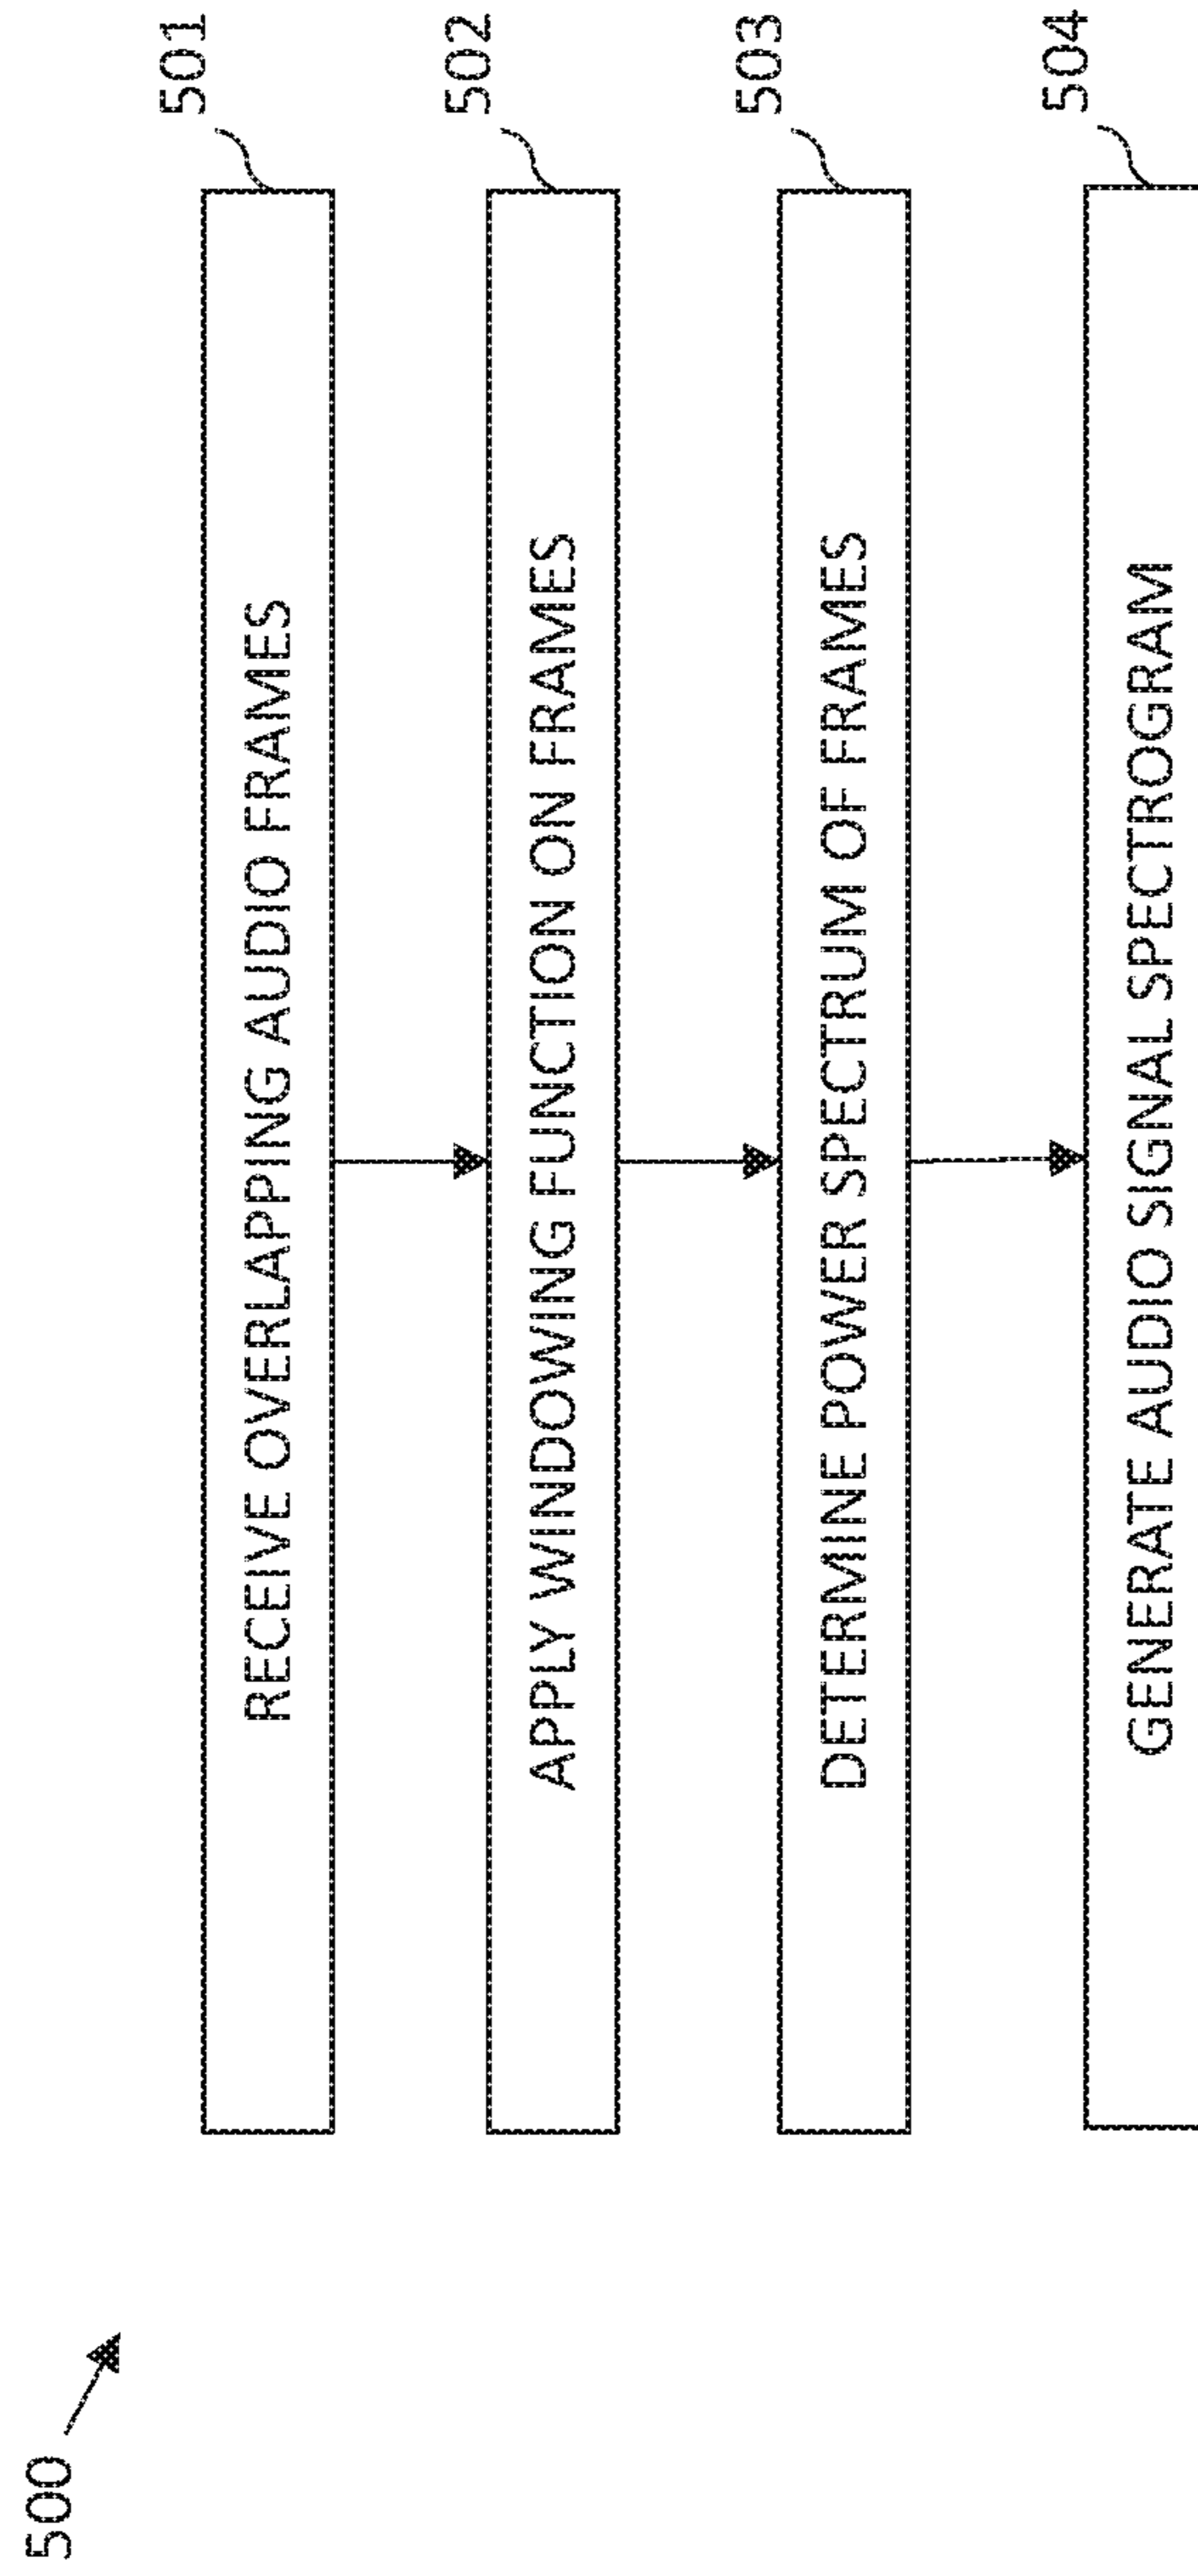 500
501
RECEIVE OVERLAPPING AUDIO FRAMES
502
APPLY WINDOWING FUNCTION ON FRAMES
503
DETERMINE POWER SPECTRUM OF FRAMES
504
GENERATE AUDIO SIGNAL SPECTROGRAM